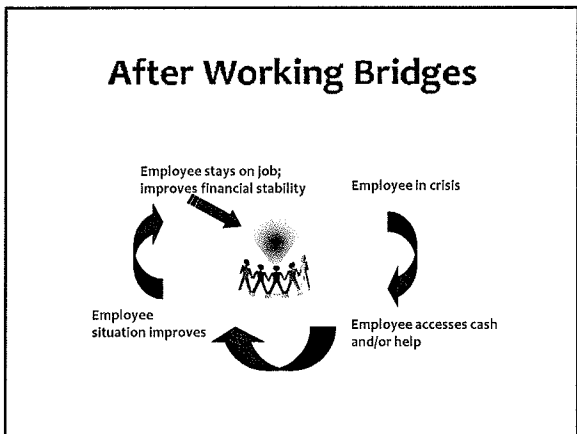 After Working Bridges
Employee stays on job;
improves financial stability
Employee in crisis
Employee
situation improves
Employee accesses cash
and/or help